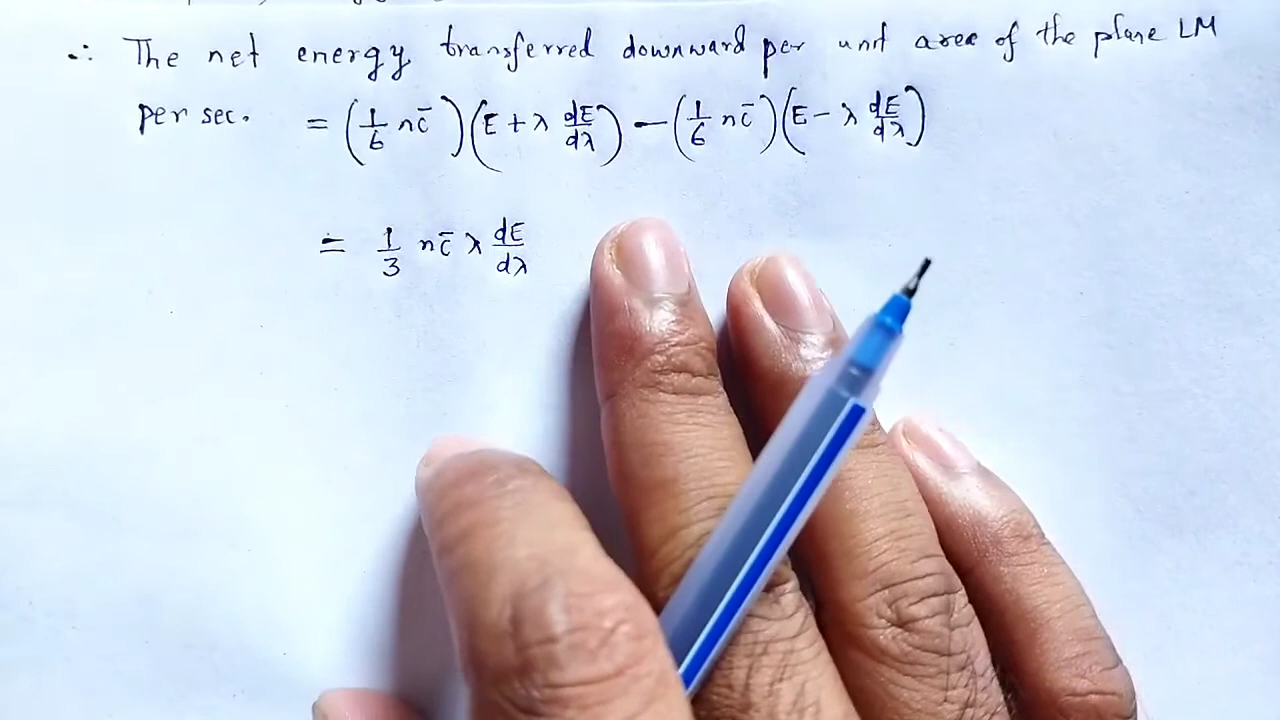 ∴ The net energy transferred downward per unit area of the plane LM
per sec. = (1/6 nc̄)(E + λ dE/dλ) − (1/6 nc̄)(E − λ dE/dλ)
= 1/3 nc̄ λ dE/dλ